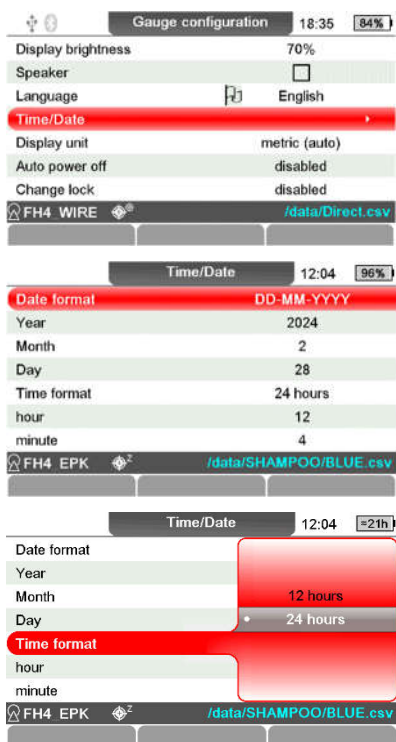 Gauge configuration 18:35 84%
Display brightness 70%
Speaker
Language English
Time/Date
Display unit metric (auto)
Auto power off disabled
Change lock disabled
FH4 WIRE /data/Direct.csv
Time/Date 12:04 96%
Date format DD-MM-YYYY
Year 2024
Month 2
Day 28
Time format 24 hours
hour 12
minute 4
FH4 EPK Z /data/SHAMPOO/BLUE.csv
Time/Date 12:04 ≈21h
Date format
Year
Month 12 hours
Day 24 hours
Time format
hour
minute
FH4 EPK Z /data/SHAMPOO/BLUE.csv